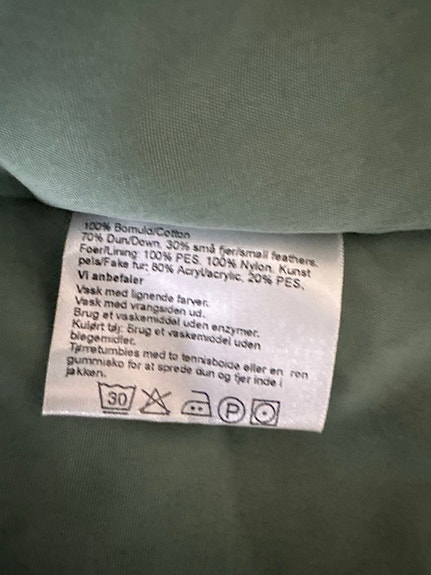 100% Bomuld/Cotton
70% Dun/Down, 30% små fjer/small feathers.
Foer/Lining: 100% PES, 100% Nylon, Kunst
pels/Fake fur: 80% Acryl/acrylic, 20% PES,
Vi anbefaler
Vask med lignende farver.
Vask med vrangsiden ud.
Brug et vaskemiddel uden enzymer.
Kulørt tøj: Brug et vaskemiddel uden
blegemidler.
Tørretumbles med to tennisbolde eller en ren
gummisko for at sprede dun og fjer inde i
jakken.
30 P